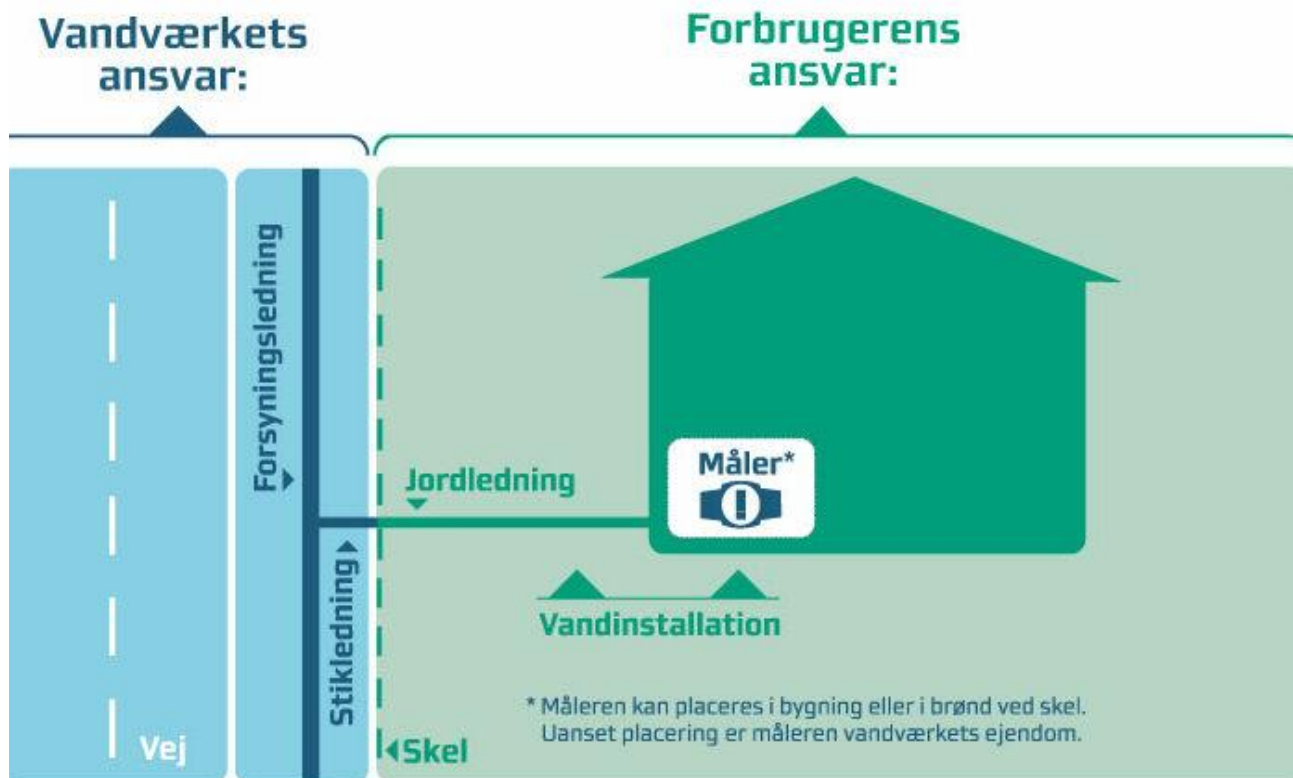 Vandværkets
ansvar:
Forbrugerens
ansvar:
Forsyningsledning
Måler*
Jordledning
Stikledning
Vandinstallation
* Måleren kan placeres i bygning eller i brønd ved skel.
Uanset placering er måleren vandværkets ejendom.
Vej
Skel